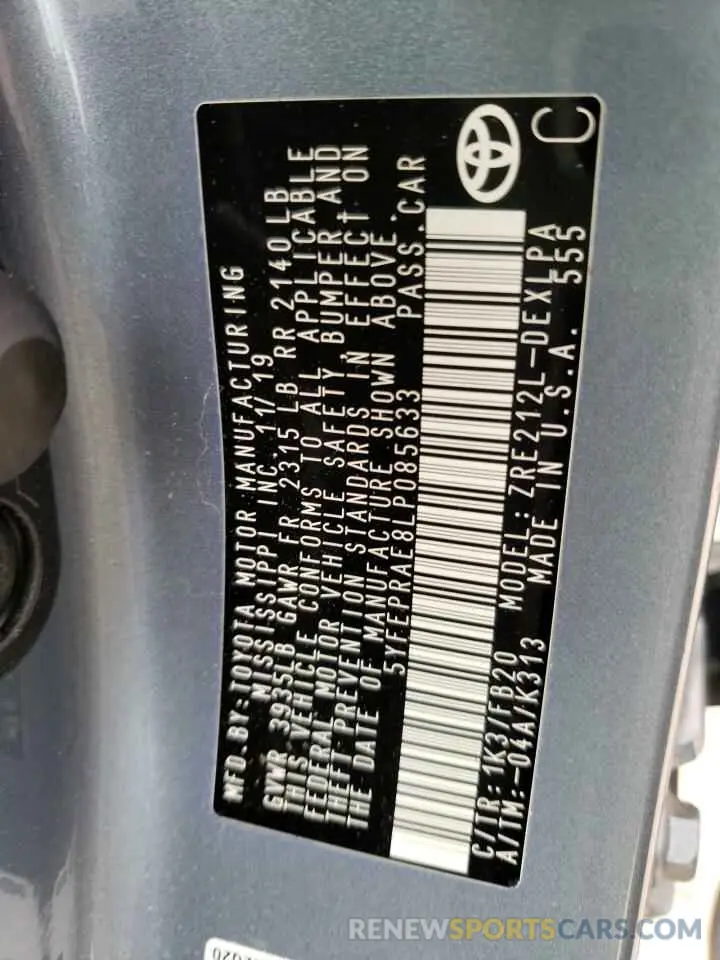 MFD.BY:TOYOTA MOTOR MANUFACTURING
MISSISSIPPI INC. 11/19
GVWR 3935LB GAWR FR 2315 LB RR 2140 LB
THIS VEHICLE CONFORMS TO ALL APPLICABLE
FEDERAL MOTOR VEHICLE SAFETY, BUMPER AND
THEFT PREVENTION STANDARDS IN EFFECT ON
THE DATE OF MANUFACTURE SHOWN ABOVE.
5YFEPRAE8LP085633 PASS.CAR
C/TR: 1K3/FB20 MODEL: ZRE212L-DEXLPA
A/TM:-04A/K313 MADE IN U.S.A. 555
C
RENEWSPORTSCARS.COM